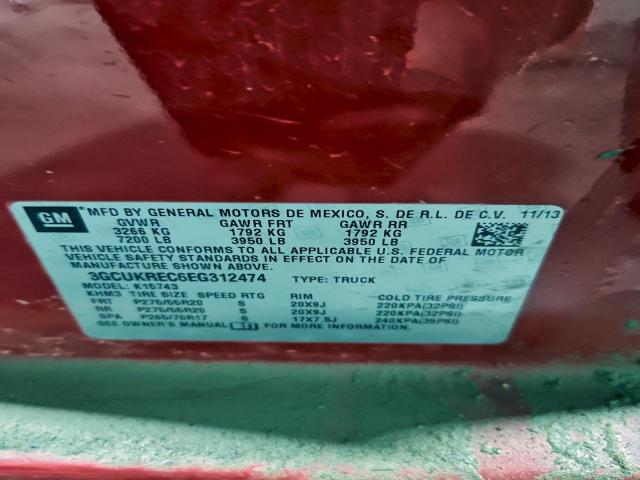 GM MFD BY GENERAL MOTORS DE MEXICO, S. DE R.L. DE C.V. 11/13
GVWR GAWR FRT GAWR RR
3266 KG 1792 KG 1792 KG
7200 LB 3950 LB 3950 LB
THIS VEHICLE CONFORMS TO ALL APPLICABLE U.S. FEDERAL MOTOR
VEHICLE SAFETY STANDARDS IN EFFECT ON THE DATE OF
MANUFACTURE SHOWN ABOVE.
3GCUKREC6EG312474 TYPE: TRUCK
MODEL: K15743
KHM3 TIRE SIZE SPEED RTG RIM COLD TIRE PRESSURE
FRT P275/55R20 S 20X9J 220KPA(32PSI)
RR P275/55R20 S 20X9J 220KPA(32PSI)
SPA P265/70R17 S 17X7.5J 240KPA(35PSI)
SEE OWNER'S MANUAL FOR MORE INFORMATION.